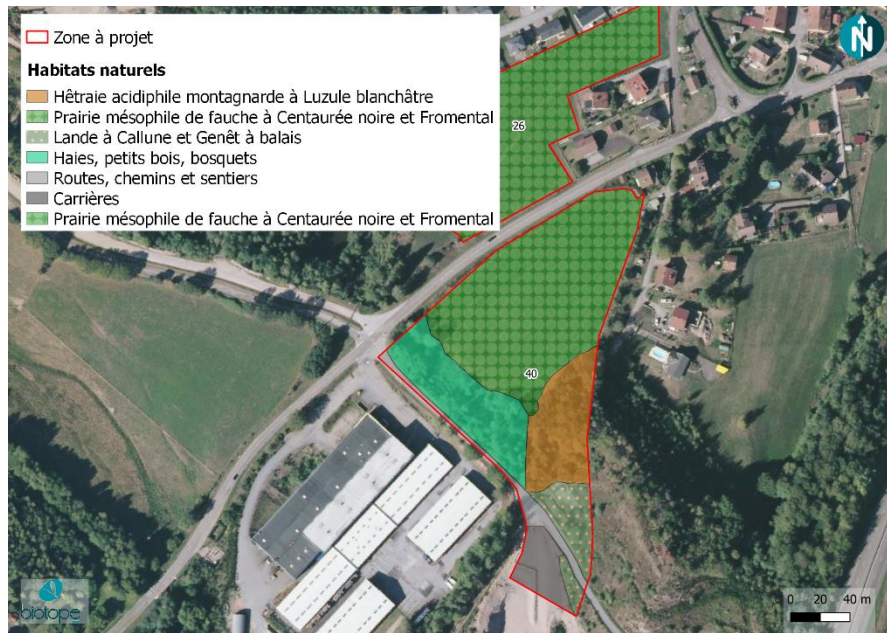 Zone à projet
Habitats naturels
Hêtraie acidiphile montagnarde à Luzule blanchâtre
Prairie mésophile de fauche à Centaurée noire et Fromental
Lande à Callune et Genêt à balais
Haies, petits bois, bosquets
Routes, chemins et sentiers
Carrières
Prairie mésophile de fauche à Centaurée noire et Fromental
N
26
40
biotope
0 20 40 m